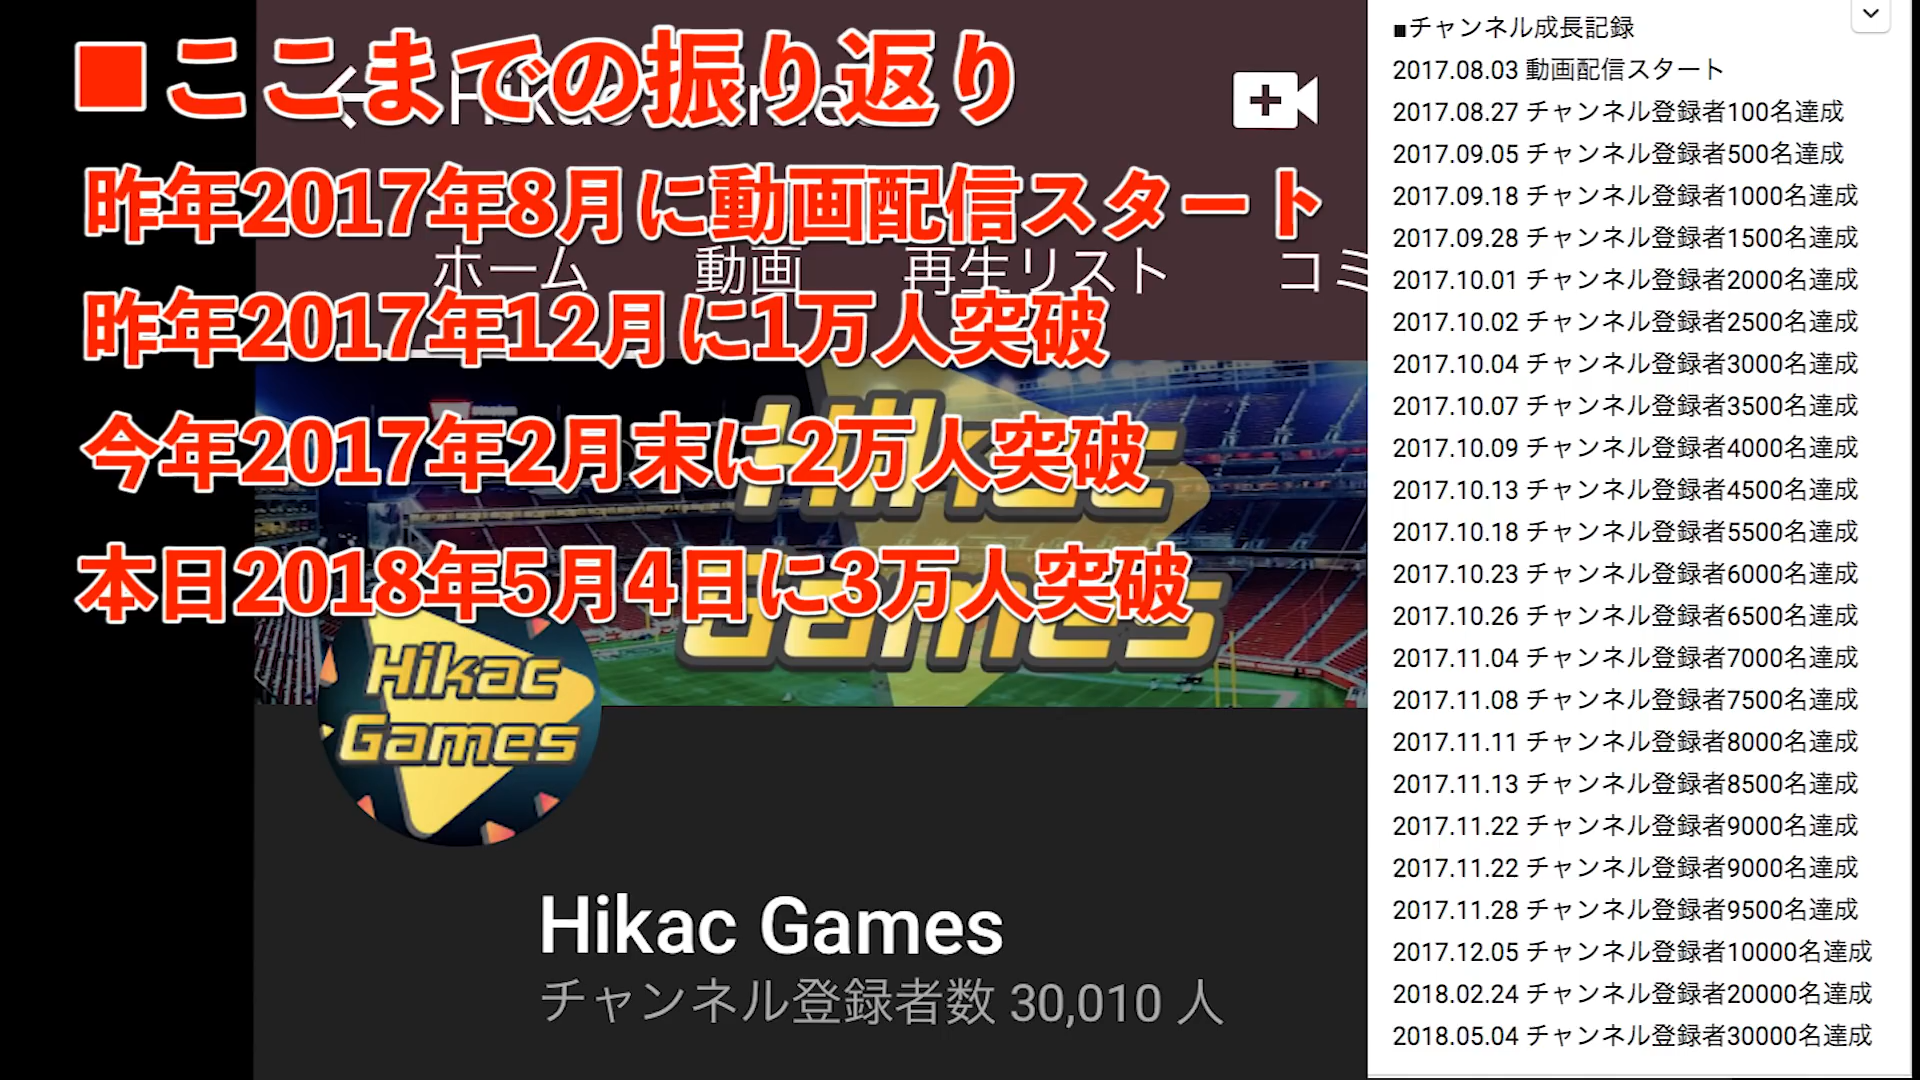 ■ここまでの振り返り
昨年2017年8月に動画配信スタート
ホーム 動画 再生リスト コミ
昨年2017年12月に1万人突破
今年2017年2月末に2万人突破
本日2018年5月4日に3万人突破
Hikac
Games
Hikac
Games
Hikac Games
チャンネル登録者数 30,010 人
■チャンネル成長記録
2017.08.03 動画配信スタート
2017.08.27 チャンネル登録者100名達成
2017.09.05 チャンネル登録者500名達成
2017.09.18 チャンネル登録者1000名達成
2017.09.28 チャンネル登録者1500名達成
2017.10.01 チャンネル登録者2000名達成
2017.10.02 チャンネル登録者2500名達成
2017.10.04 チャンネル登録者3000名達成
2017.10.07 チャンネル登録者3500名達成
2017.10.09 チャンネル登録者4000名達成
2017.10.13 チャンネル登録者4500名達成
2017.10.18 チャンネル登録者5500名達成
2017.10.23 チャンネル登録者6000名達成
2017.10.26 チャンネル登録者6500名達成
2017.11.04 チャンネル登録者7000名達成
2017.11.08 チャンネル登録者7500名達成
2017.11.11 チャンネル登録者8000名達成
2017.11.13 チャンネル登録者8500名達成
2017.11.22 チャンネル登録者9000名達成
2017.11.22 チャンネル登録者9000名達成
2017.11.28 チャンネル登録者9500名達成
2017.12.05 チャンネル登録者10000名達成
2018.02.24 チャンネル登録者20000名達成
2018.05.04 チャンネル登録者30000名達成